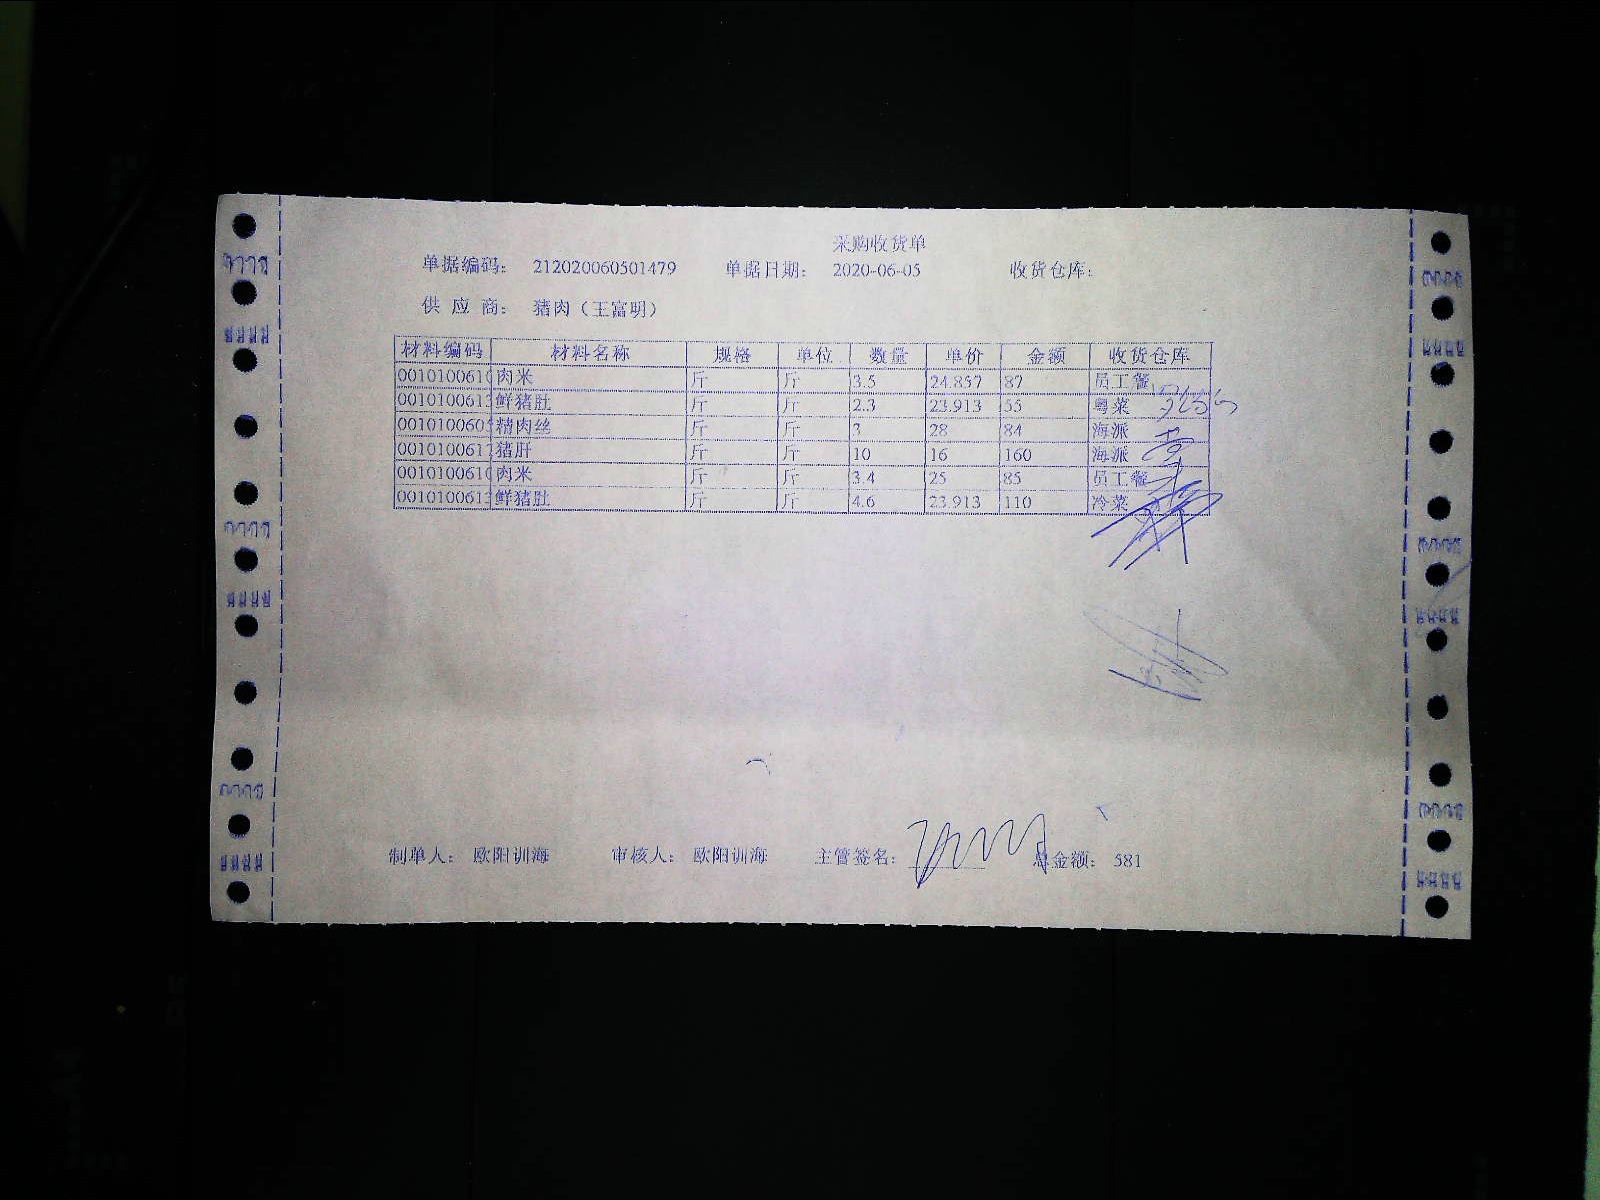 采购收货单
单据编码： 212020060501479 单据日期： 2020-06-05 收货仓库：
供 应 商： 猪肉（王富明）
材料编码 材料名称 规格 单位 数量 单价 金额 收货仓库
001010061 肉米 斤 斤 3.5 24.857 87 员工餐
0010100613 鲜猪肚 斤 斤 2.3 23.913 55 粤菜
001010060 精肉丝 斤 斤 3 28 84 海派
001010061 猪肝 斤 斤 10 16 160 海派
001010061 肉米 斤 斤 3.4 25 85 员工餐
0010100613 鲜猪肚 斤 斤 4.6 23.913 110 冷菜
制单人： 欧阳训海 审核人： 欧阳训海 主管签名： 总金额： 581